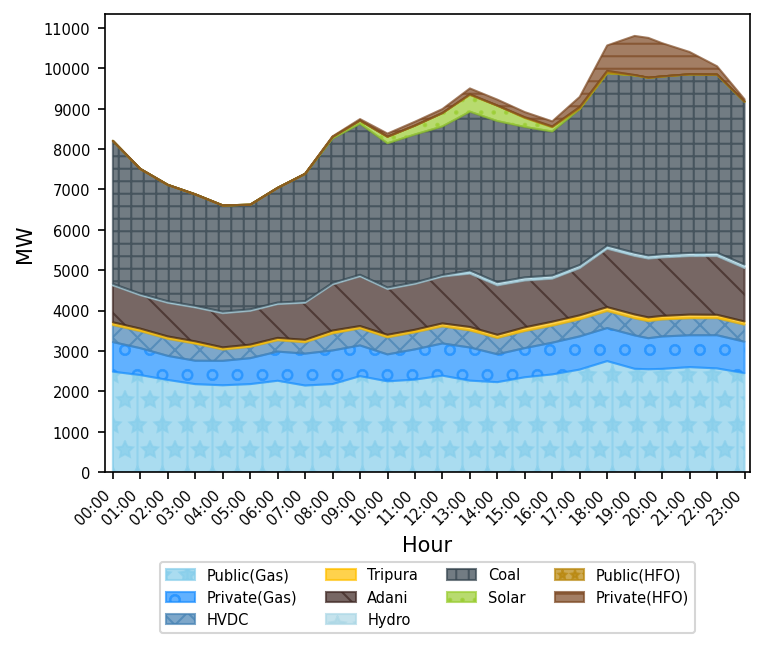 11000
10000
9000
8000
7000
6000
5000
4000
3000
2000
1000
0
MW
00:00 01:00 02:00 03:00 04:00 05:00 06:00 07:00 08:00 09:00 10:00 11:00 12:00 13:00 14:00 15:00 16:00 17:00 18:00 19:00 20:00 21:00 22:00 23:00
Hour
Public(Gas) Tripura Coal Public(HFO)
Private(Gas) Adani Solar Private(HFO)
HVDC Hydro